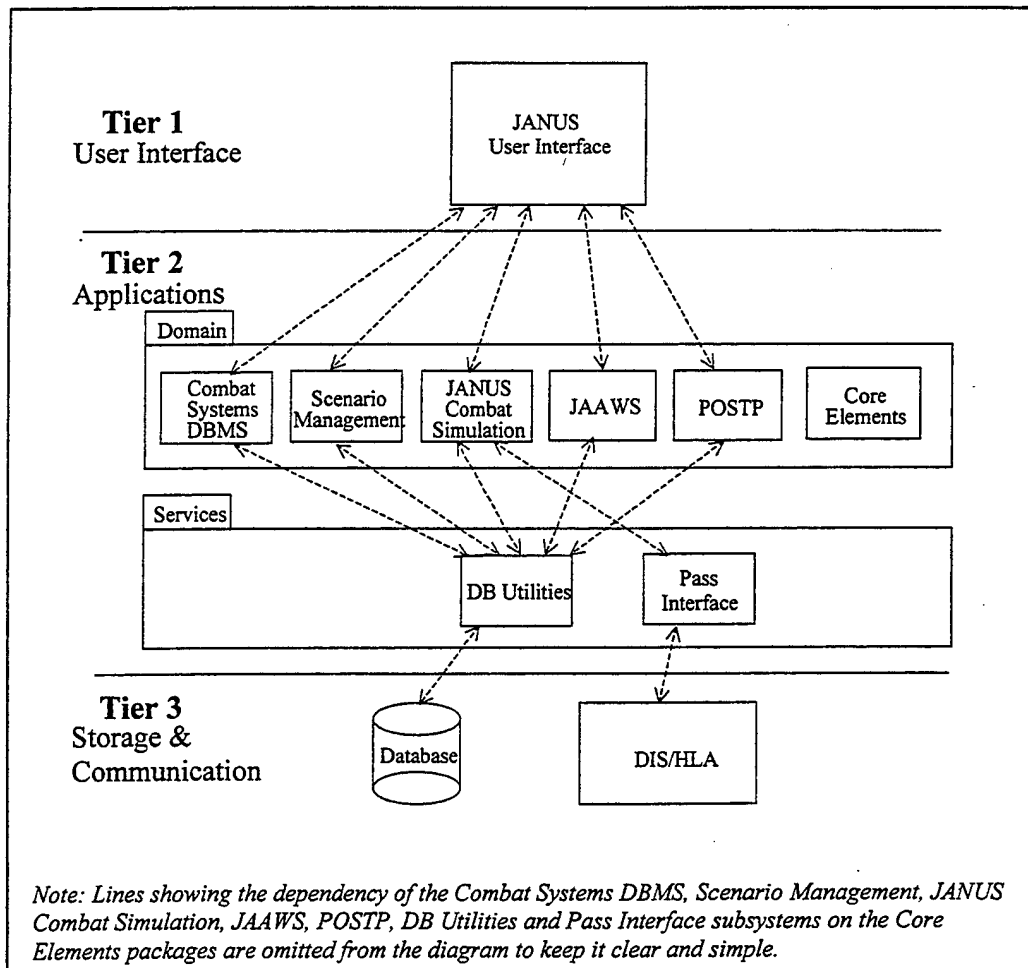 Tier 1
User Interface
JANUS
User Interface
Tier 2
Applications
Domain
Combat
Systems
DBMS
Scenario
Management
JANUS
Combat
Simulation
JAAWS
POSTP
Core
Elements
Services
DB Utilities
Pass
Interface
Tier 3
Storage &
Communication
Database
DIS/HLA
Note: Lines showing the dependency of the Combat Systems DBMS, Scenario Management, JANUS
Combat Simulation, JAAWS, POSTP, DB Utilities and Pass Interface subsystems on the Core
Elements packages are omitted from the diagram to keep it clear and simple.